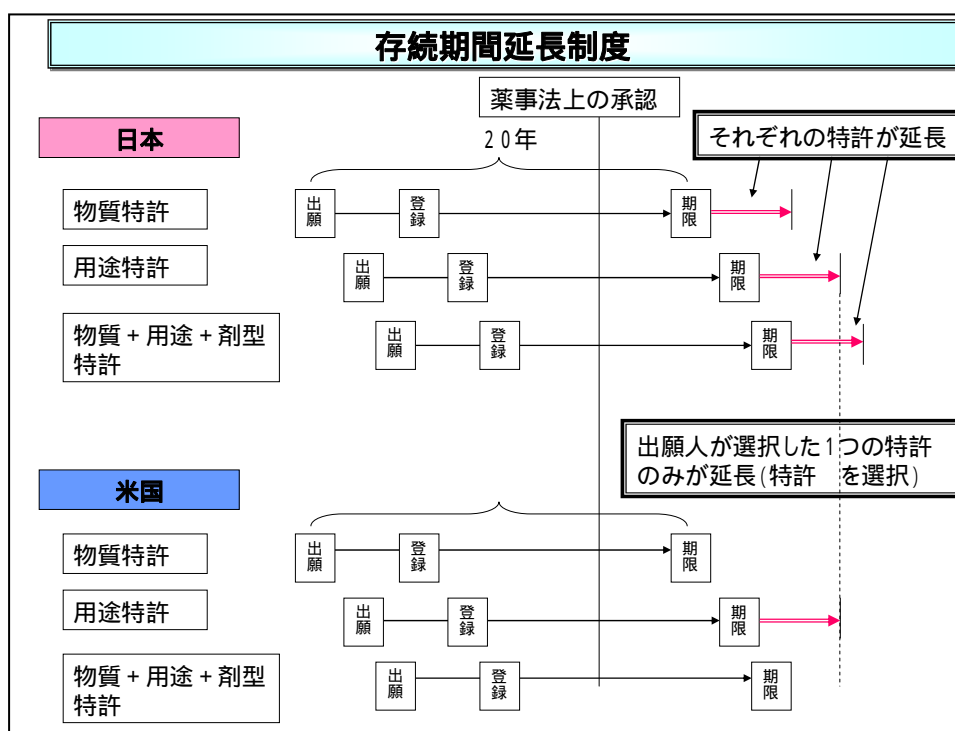 存続期間延長制度
薬事法上の承認
日本
20年
それぞれの特許が延長
物質特許
出願
登録
期限
用途特許
出願
登録
期限
物質+用途+剤型
特許
出願
登録
期限
出願人が選択した1つの特許
のみが延長(特許　を選択)
米国
物質特許
出願
登録
期限
用途特許
出願
登録
期限
物質+用途+剤型
特許
出願
登録
期限